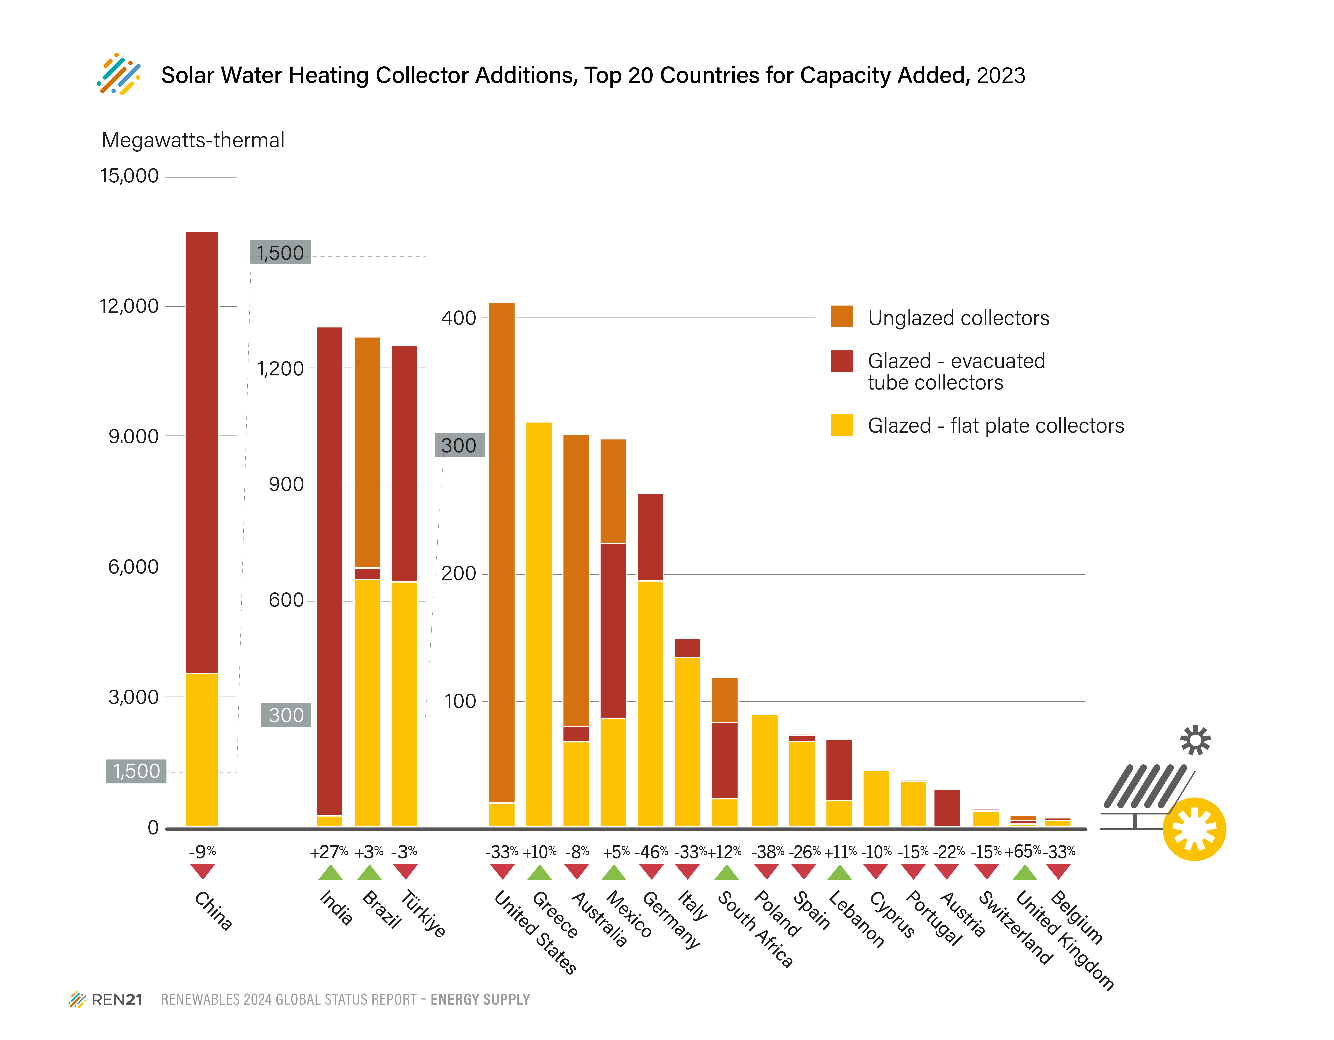 Solar Water Heating Collector Additions, Top 20 Countries for Capacity Added, 2023
Megawatts-thermal
15,000
12,000
9,000
6,000
3,000
1,500
0
1,500
1,200
900
600
300
400
300
200
100
Unglazed collectors
Glazed - evacuated
tube collectors
Glazed - flat plate collectors
-9% +27% +3% -3% -33% +10% -8% +5% -46% -33% +12% -38% -26% +11% -10% -15% -22% -15% +65% -33%
China
India
Brazil
Türkiye
United States
Greece
Australia
Mexico
Germany
Italy
South Africa
Poland
Spain
Lebanon
Cyprus
Portugal
Austria
Switzerland
United Kingdom
Belgium
REN21 RENEWABLES 2024 GLOBAL STATUS REPORT - ENERGY SUPPLY